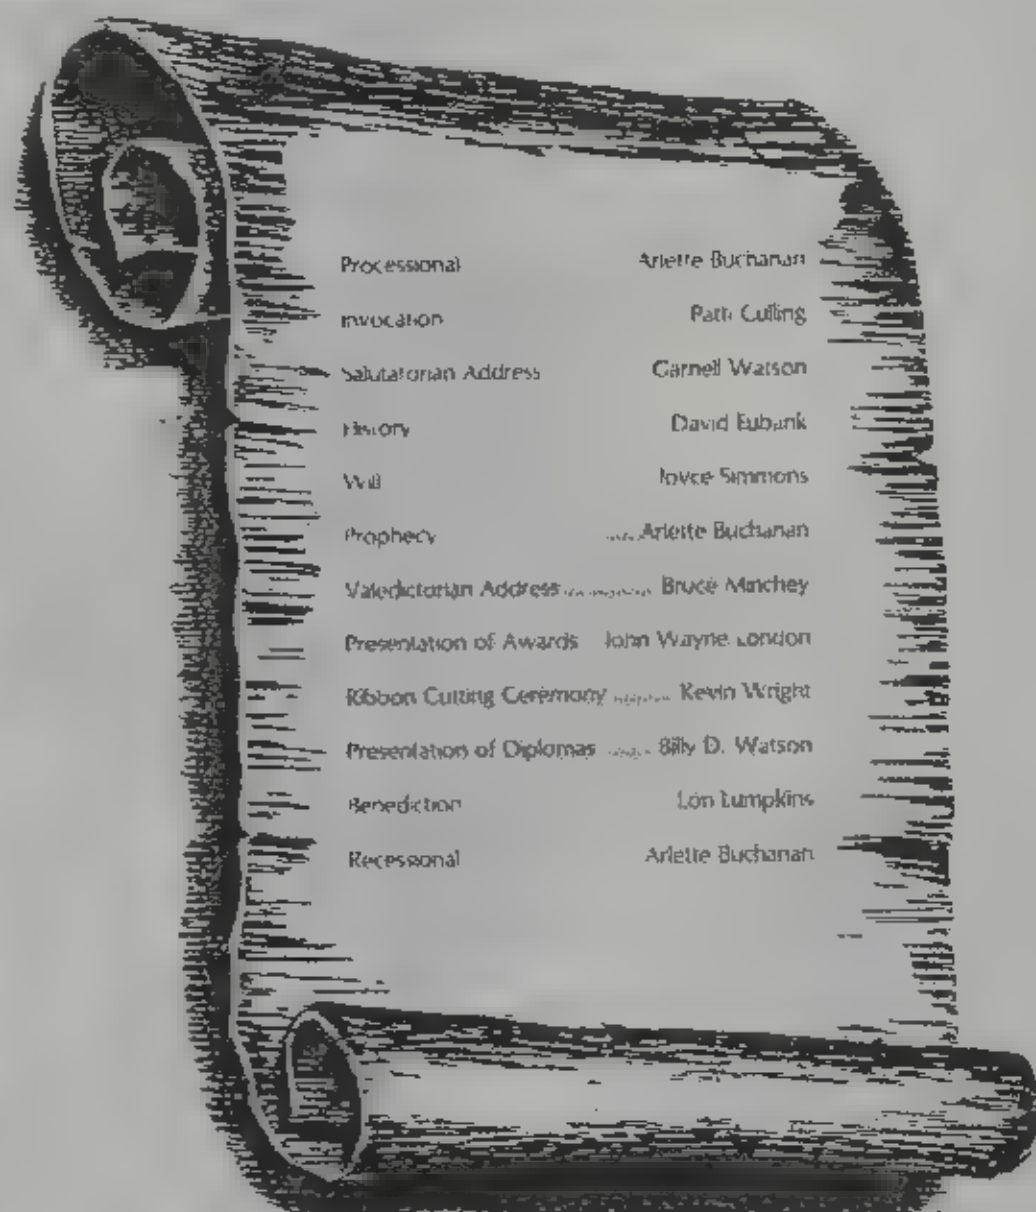 Processional Arlette Buchanan
Invocation Patti Culling
Salutatorian Address Garnell Watson
History David Eubank
Will Joyce Simmons
Prophecy Arlette Buchanan
Valedictorian Address Bruce Minchey
Presentation of Awards John Wayne London
Ribbon Cutting Ceremony Kevin Wright
Presentation of Diplomas Billy D. Watson
Benediction Lon Lumpkins
Recessional Arlette Buchanan